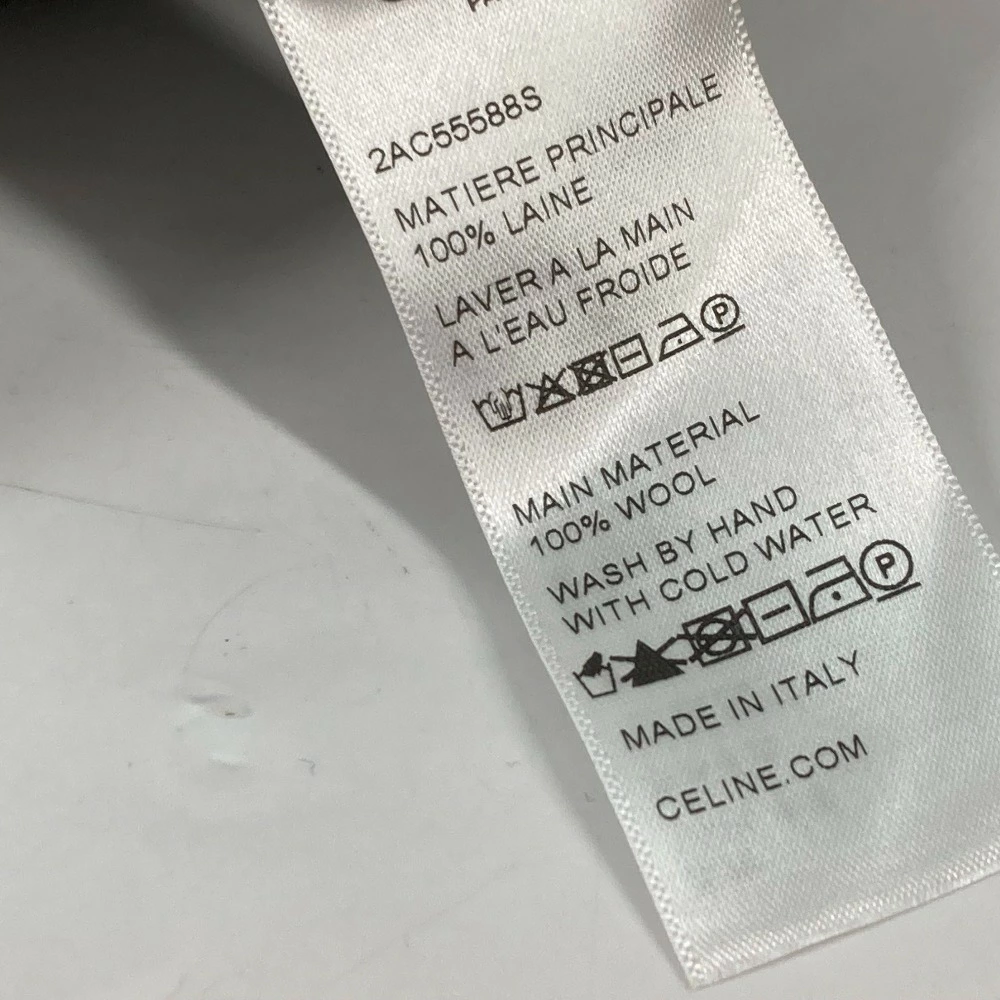 2AC55588S
MATIERE PRINCIPALE
100% LAINE
LAVER A LA MAIN
A L'EAU FROIDE
P
MAIN MATERIAL
100% WOOL
WASH BY HAND
WITH COLD WATER
P
MADE IN ITALY
CELINE.COM